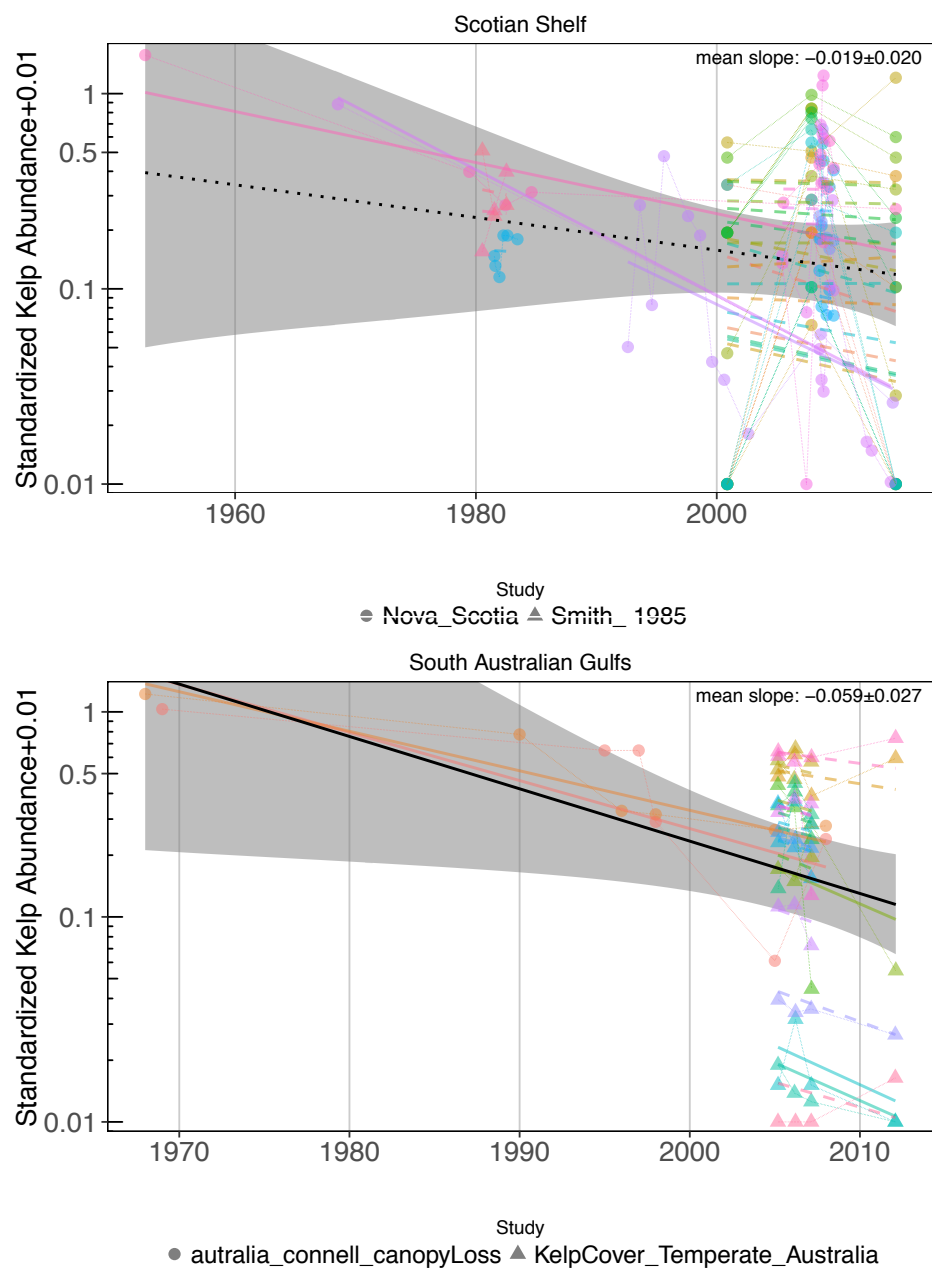 Scotian Shelf
mean slope: −0.019±0.020
Standardized Kelp Abundance+0.01
1
0.5
0.1
0.01
1960 1980 2000
Study
Nova_Scotia Smith_ 1985
South Australian Gulfs
mean slope: −0.059±0.027
Standardized Kelp Abundance+0.01
1
0.5
0.1
0.01
1970 1980 1990 2000 2010
Study
autralia_connell_canopyLoss KelpCover_Temperate_Australia